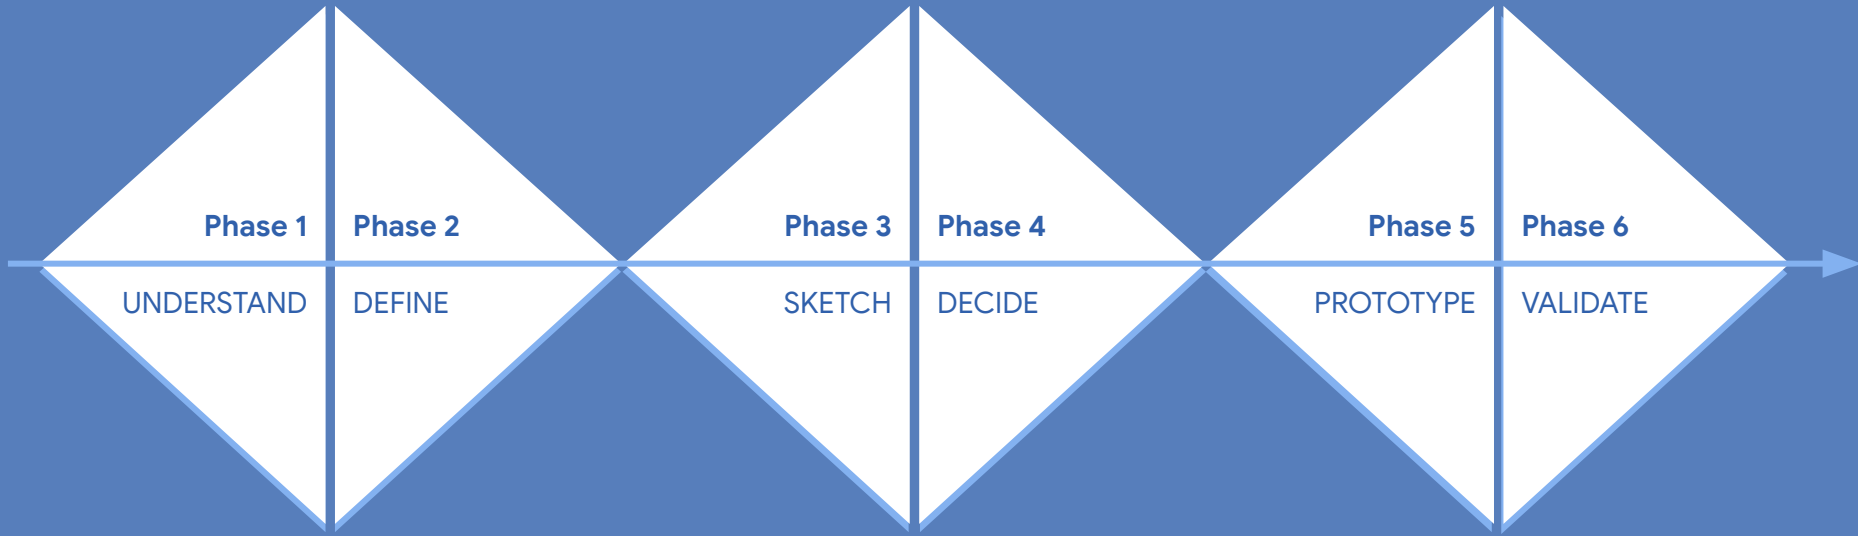 Phase 1
UNDERSTAND
Phase 2
DEFINE
Phase 3
SKETCH
Phase 4
DECIDE
Phase 5
PROTOTYPE
Phase 6
VALIDATE